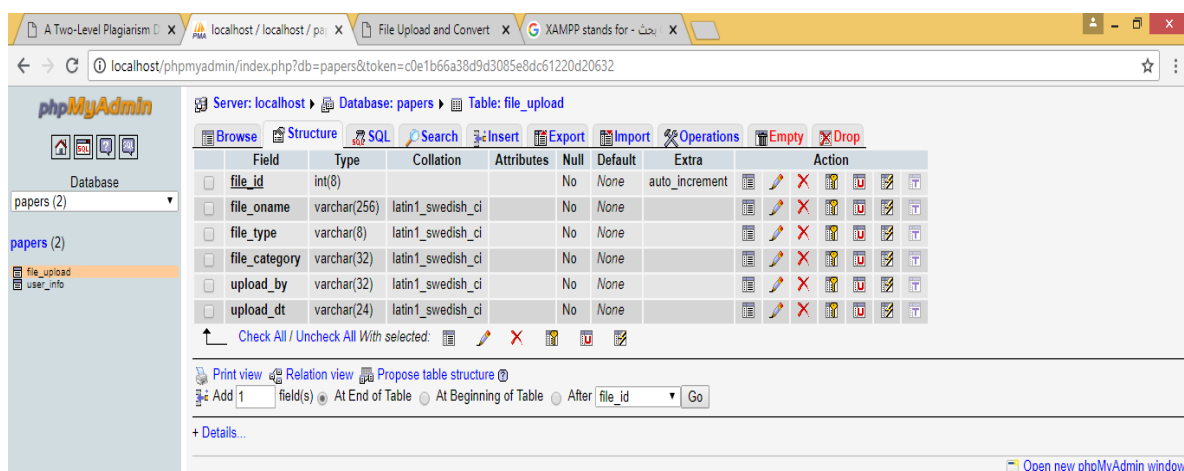 A Two-Level Plagiarism D
localhost / localhost / pa
File Upload and Convert
XAMPP stands for - بحث
localhost/phpmyadmin/index.php?db=papers&token=c0e1b66a38d9d3085e8dc61220d20632
phpMyAdmin
Database
papers (2)
papers (2)
file_upload
user_info
Server: localhost Database: papers Table: file_upload
Browse Structure SQL Search Insert Export Import Operations Empty Drop
Field Type Collation Attributes Null Default Extra Action
file_id int(8) No None auto_increment
file_oname varchar(256) latin1_swedish_ci No None
file_type varchar(8) latin1_swedish_ci No None
file_category varchar(32) latin1_swedish_ci No None
upload_by varchar(32) latin1_swedish_ci No None
upload_dt varchar(24) latin1_swedish_ci No None
Check All / Uncheck All With selected:
Print view Relation view Propose table structure
Add 1 field(s) At End of Table At Beginning of Table After file_id Go
+ Details...
Open new phpMyAdmin window